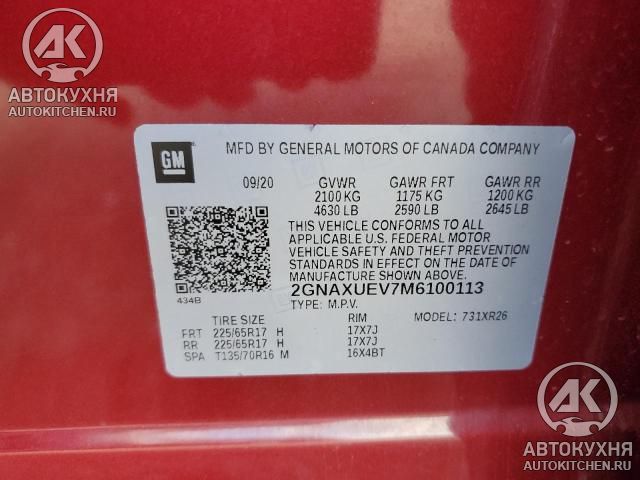 AK
АВТОКУХНЯ
AUTOKITCHEN.RU
GM
MFD BY GENERAL MOTORS OF CANADA COMPANY
09/20 GVWR GAWR FRT GAWR RR
2100 KG 1175 KG 1200 KG
4630 LB 2590 LB 2645 LB
THIS VEHICLE CONFORMS TO ALL
APPLICABLE U.S. FEDERAL MOTOR
VEHICLE SAFETY AND THEFT PREVENTION
STANDARDS IN EFFECT ON THE DATE OF
MANUFACTURE SHOWN ABOVE.
434B
2GNAXUEV7M6100113
TYPE: M.P.V. MODEL: 731XR26
TIRE SIZE RIM
FRT 225/65R17 H 17X7J
RR 225/65R17 H 17X7J
SPA T135/70R16 M 16X4BT
AK
АВТОКУХНЯ
AUTOKITCHEN.RU